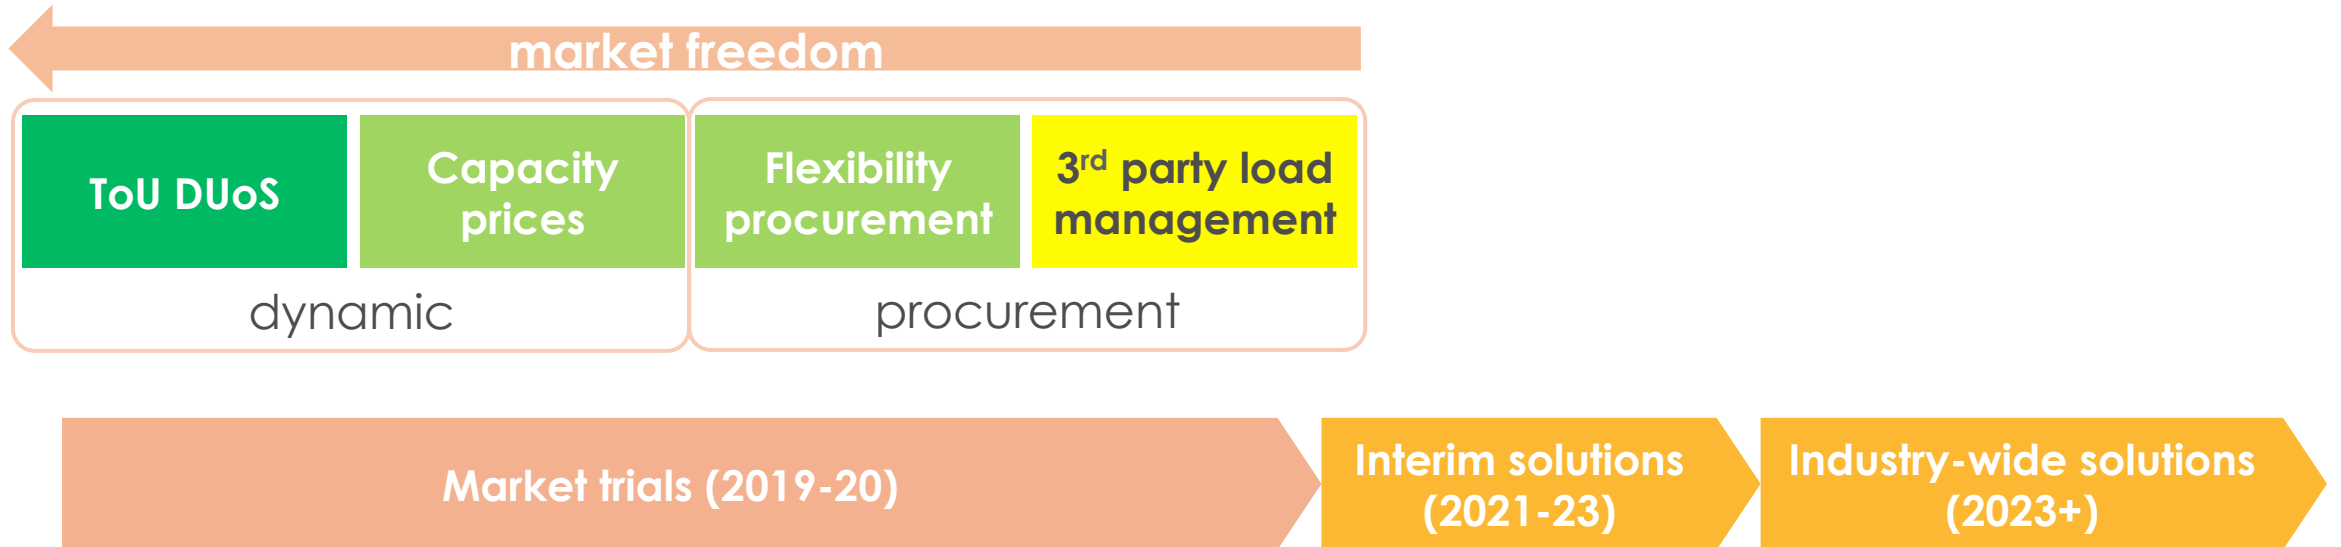 market freedom
ToU DUoS
Capacity
prices
Flexibility
procurement
3rd party load
management
dynamic
procurement
Market trials (2019-20)
Interim solutions
(2021-23)
Industry-wide solutions
(2023+)